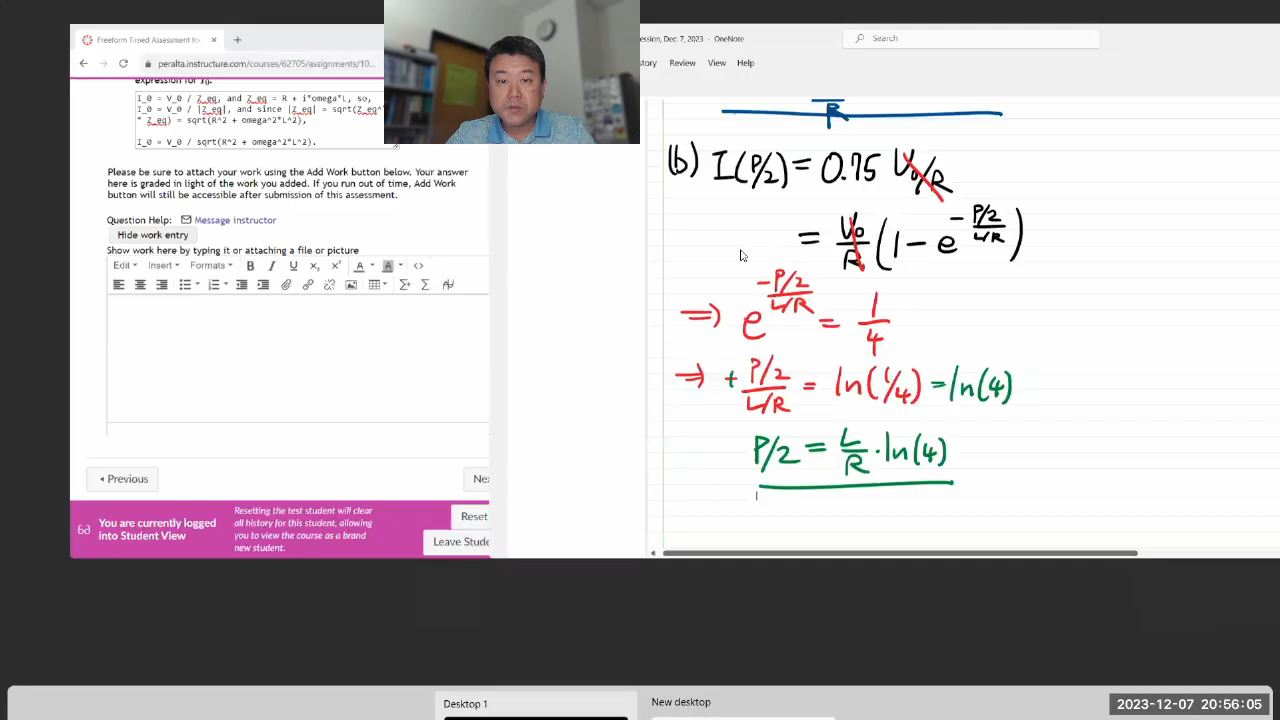 Freeform Timed Assessment for
peralta.instructure.com/courses/62705/assignments/10...
I_0 = V_0 / Z_eq, and Z_eq = R + i*omega*L, so,
I_0 = V_0 / |Z_eq|, and since |Z_eq| = sqrt(Z_eq^
* Z_eq) = sqrt(R^2 + omega^2*L^2),
I_0 = V_0 / sqrt(R^2 + omega^2*L^2).
Please be sure to attach your work using the Add Work button below. Your answer
here is graded in light of the work you added. If you run out of time, Add Work
button will still be accessible after submission of this assessment.
Question Help: Message instructor
Hide work entry
Show work here by typing it or attaching a file or picture
Edit Insert Formats B I U x₂ x² A A <>
Previous
Nex
You are currently logged
into Student View
Resetting the test student will clear
all history for this student, allowing
you to view the course as a brand
new student.
Reset
Leave Stude
ession, Dec. 7, 2023 - OneNote
Search
story Review View Help
R
(b) I(P/2) = 0.75 V₀/R
= V₀/R (1 - e^(-(P/2)/(L/R)))
⇒ e^(-(P/2)/(L/R)) = 1/4
⇒ + (P/2)/(L/R) = ln(1/4) = ln(4)
P/2 = L/R · ln(4)
Desktop 1
New desktop
2023-12-07 20:56:05